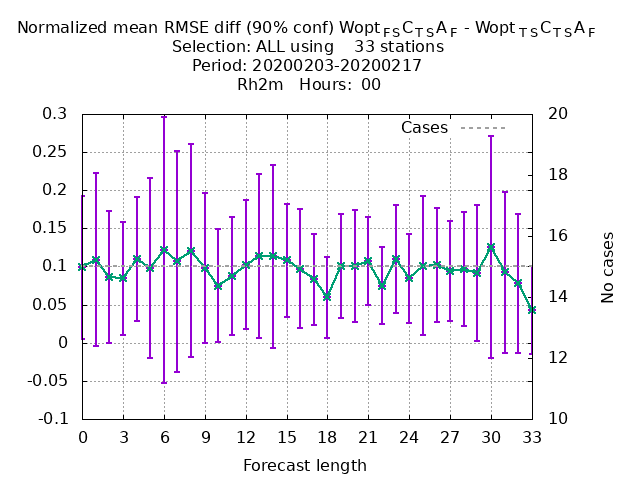 Normalized mean RMSE diff (90% conf) Wopt FS C TS A F - Wopt TS C TS A F
Selection: ALL using 33 stations
Period: 20200203-20200217
Rh2m Hours: 00
Cases
0.3
0.25
0.2
0.15
0.1
0.05
0
-0.05
-0.1
20
18
16
14
12
10
No cases
0 3 6 9 12 15 18 21 24 27 30 33
Forecast length